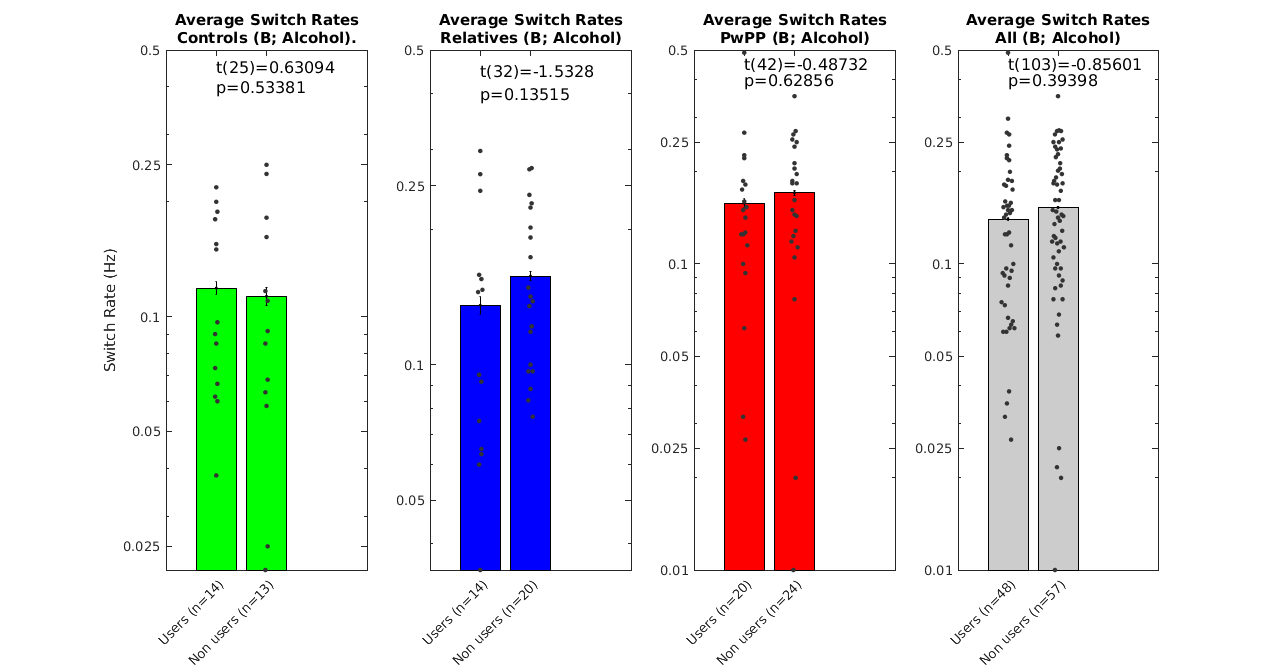 Average Switch Rates
Controls (B; Alcohol).
t(25)=0.63094
p=0.53381
0.5
0.25
0.1
0.05
0.025
Switch Rate (Hz)
Users (n=14)
Non users (n=13)
Average Switch Rates
Relatives (B; Alcohol)
t(32)=-1.5328
p=0.13515
0.5
0.25
0.1
0.05
Users (n=14)
Non users (n=20)
Average Switch Rates
PwPP (B; Alcohol)
t(42)=-0.48732
p=0.62856
0.5
0.25
0.1
0.05
0.025
0.01
Users (n=20)
Non users (n=24)
Average Switch Rates
All (B; Alcohol)
t(103)=-0.85601
p=0.39398
0.5
0.25
0.1
0.05
0.025
0.01
Users (n=48)
Non users (n=57)